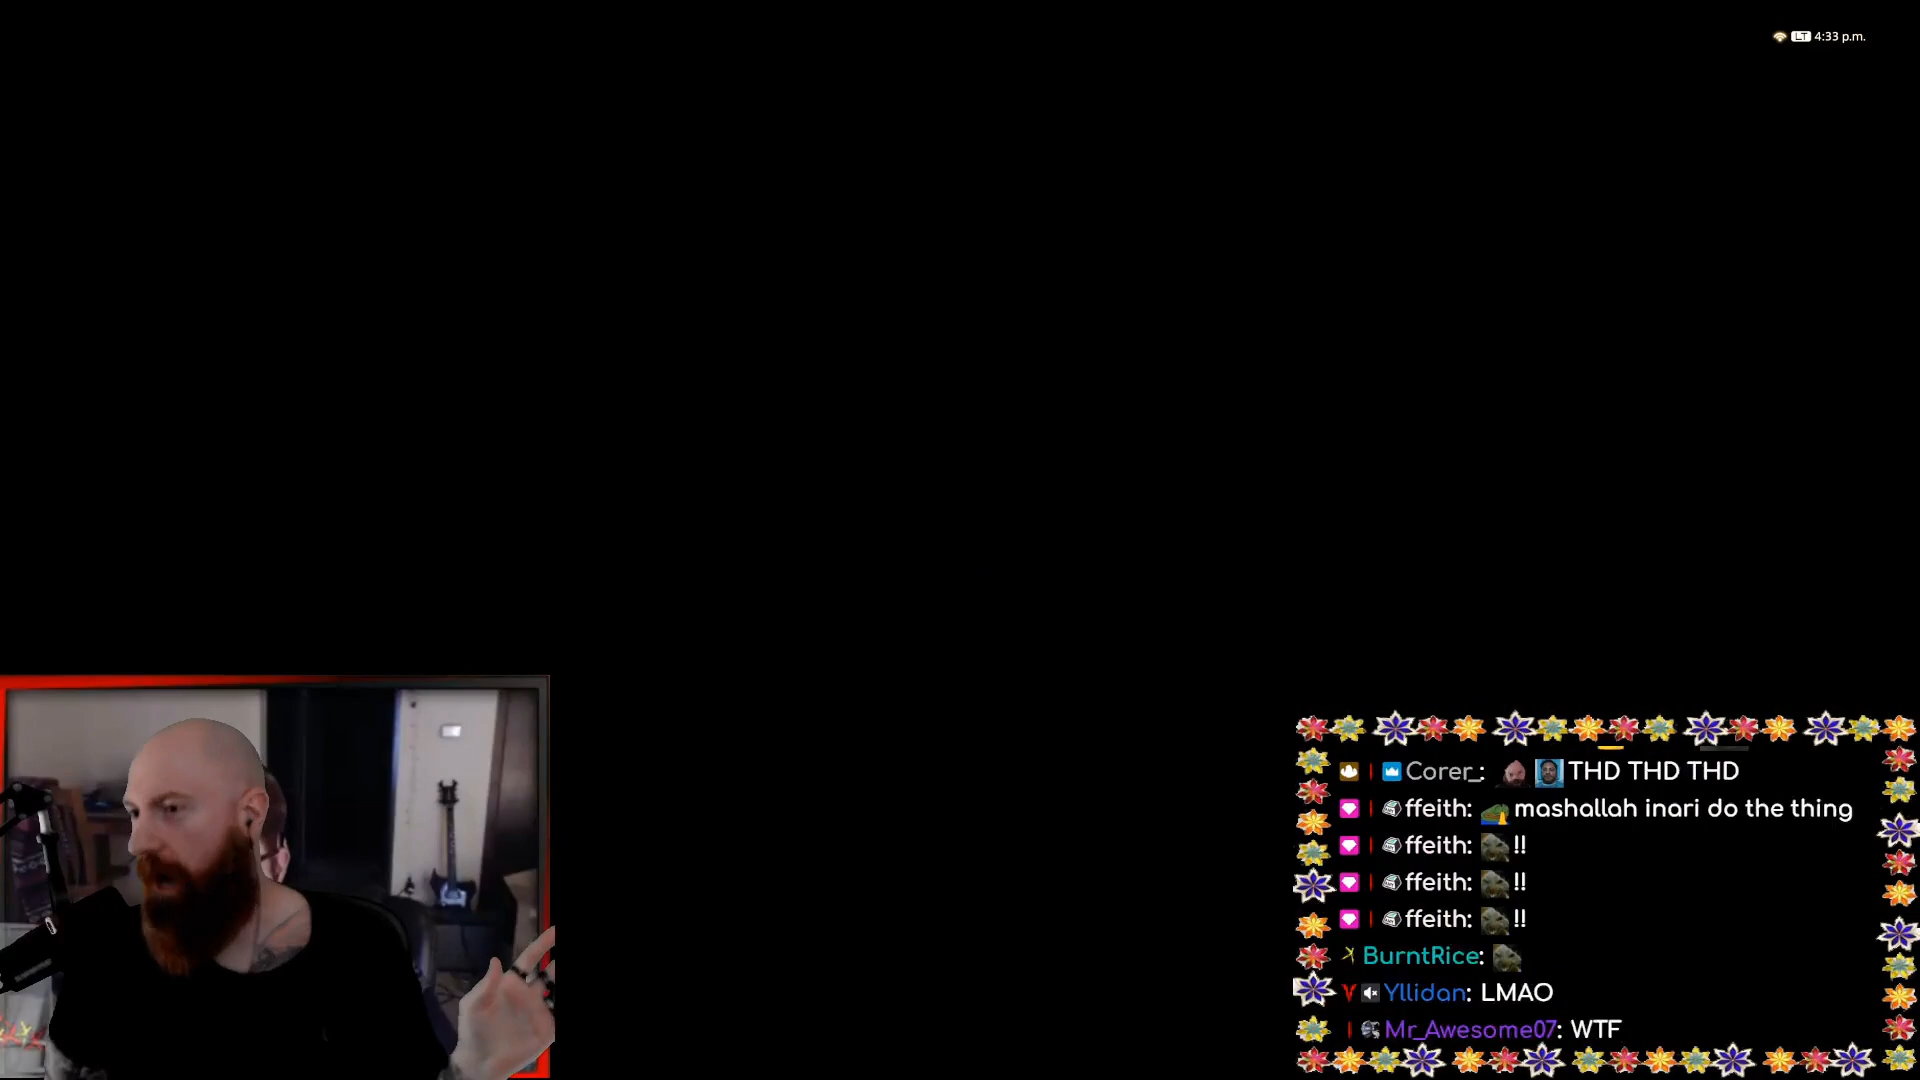 LT 4:33 p.m.
Corer_: THD THD THD
ffeith: mashallah inari do the thing
ffeith: !!
ffeith: !!
ffeith: !!
BurntRice:
Yllidan: LMAO
Mr_Awesome07: WTF